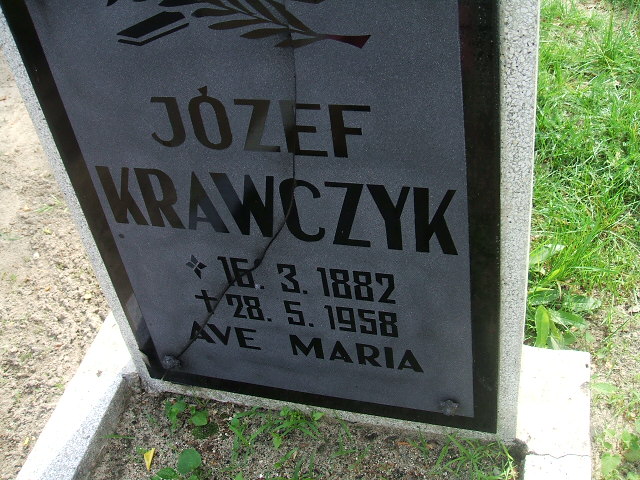 JÓZEF
KRAWCZYK
* 16. 3. 1882
✝ 28. 5. 1958
AVE MARIA